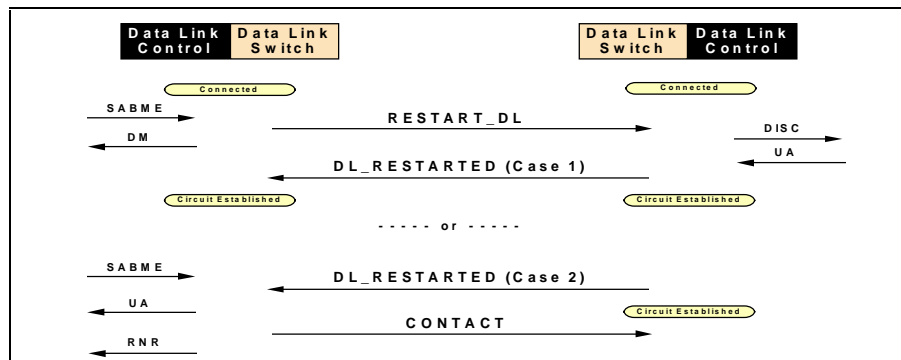 Data Link Control
Data Link Switch
Data Link Switch
Data Link Control
Connected
Connected
SABME
RESTART_DL
DM
DISC
UA
DL_RESTARTED (Case 1)
Circuit Established
Circuit Established
- - - - - or - - - - -
SABME
DL_RESTARTED (Case 2)
UA
Circuit Established
CONTACT
RNR